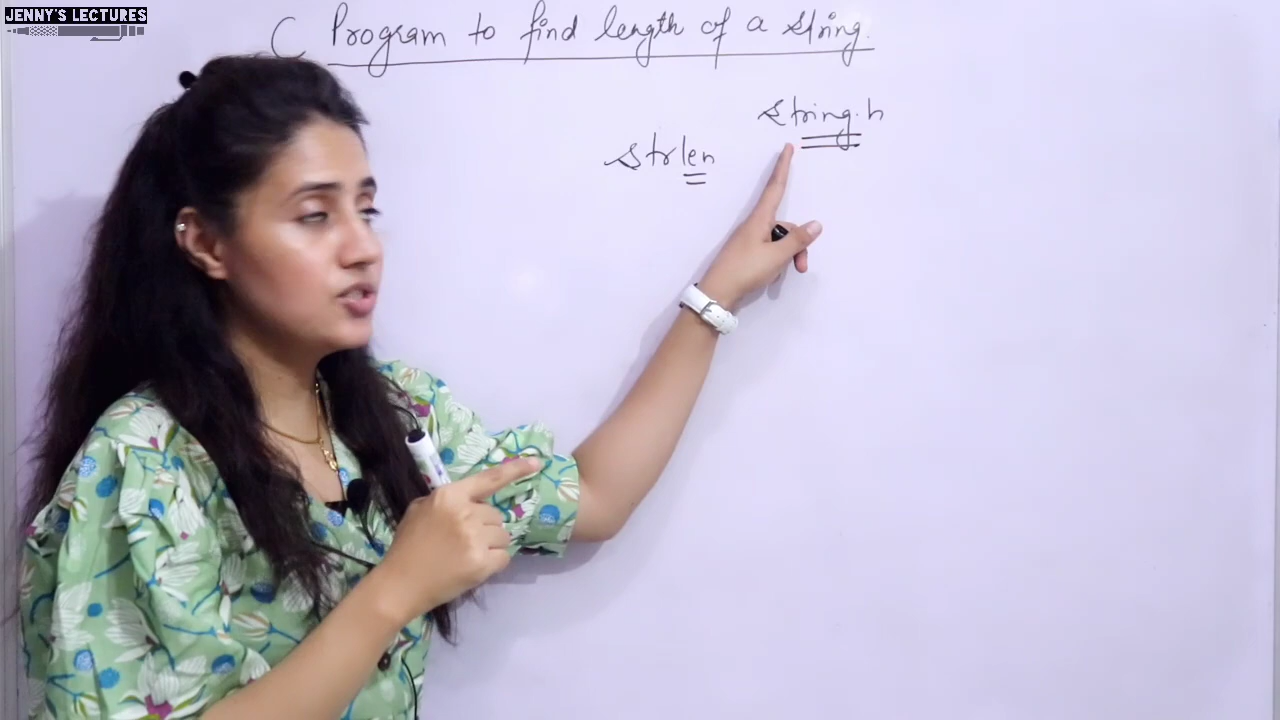 JENNY'S LECTURES
C Program to find length of a string.
string.h
strlen